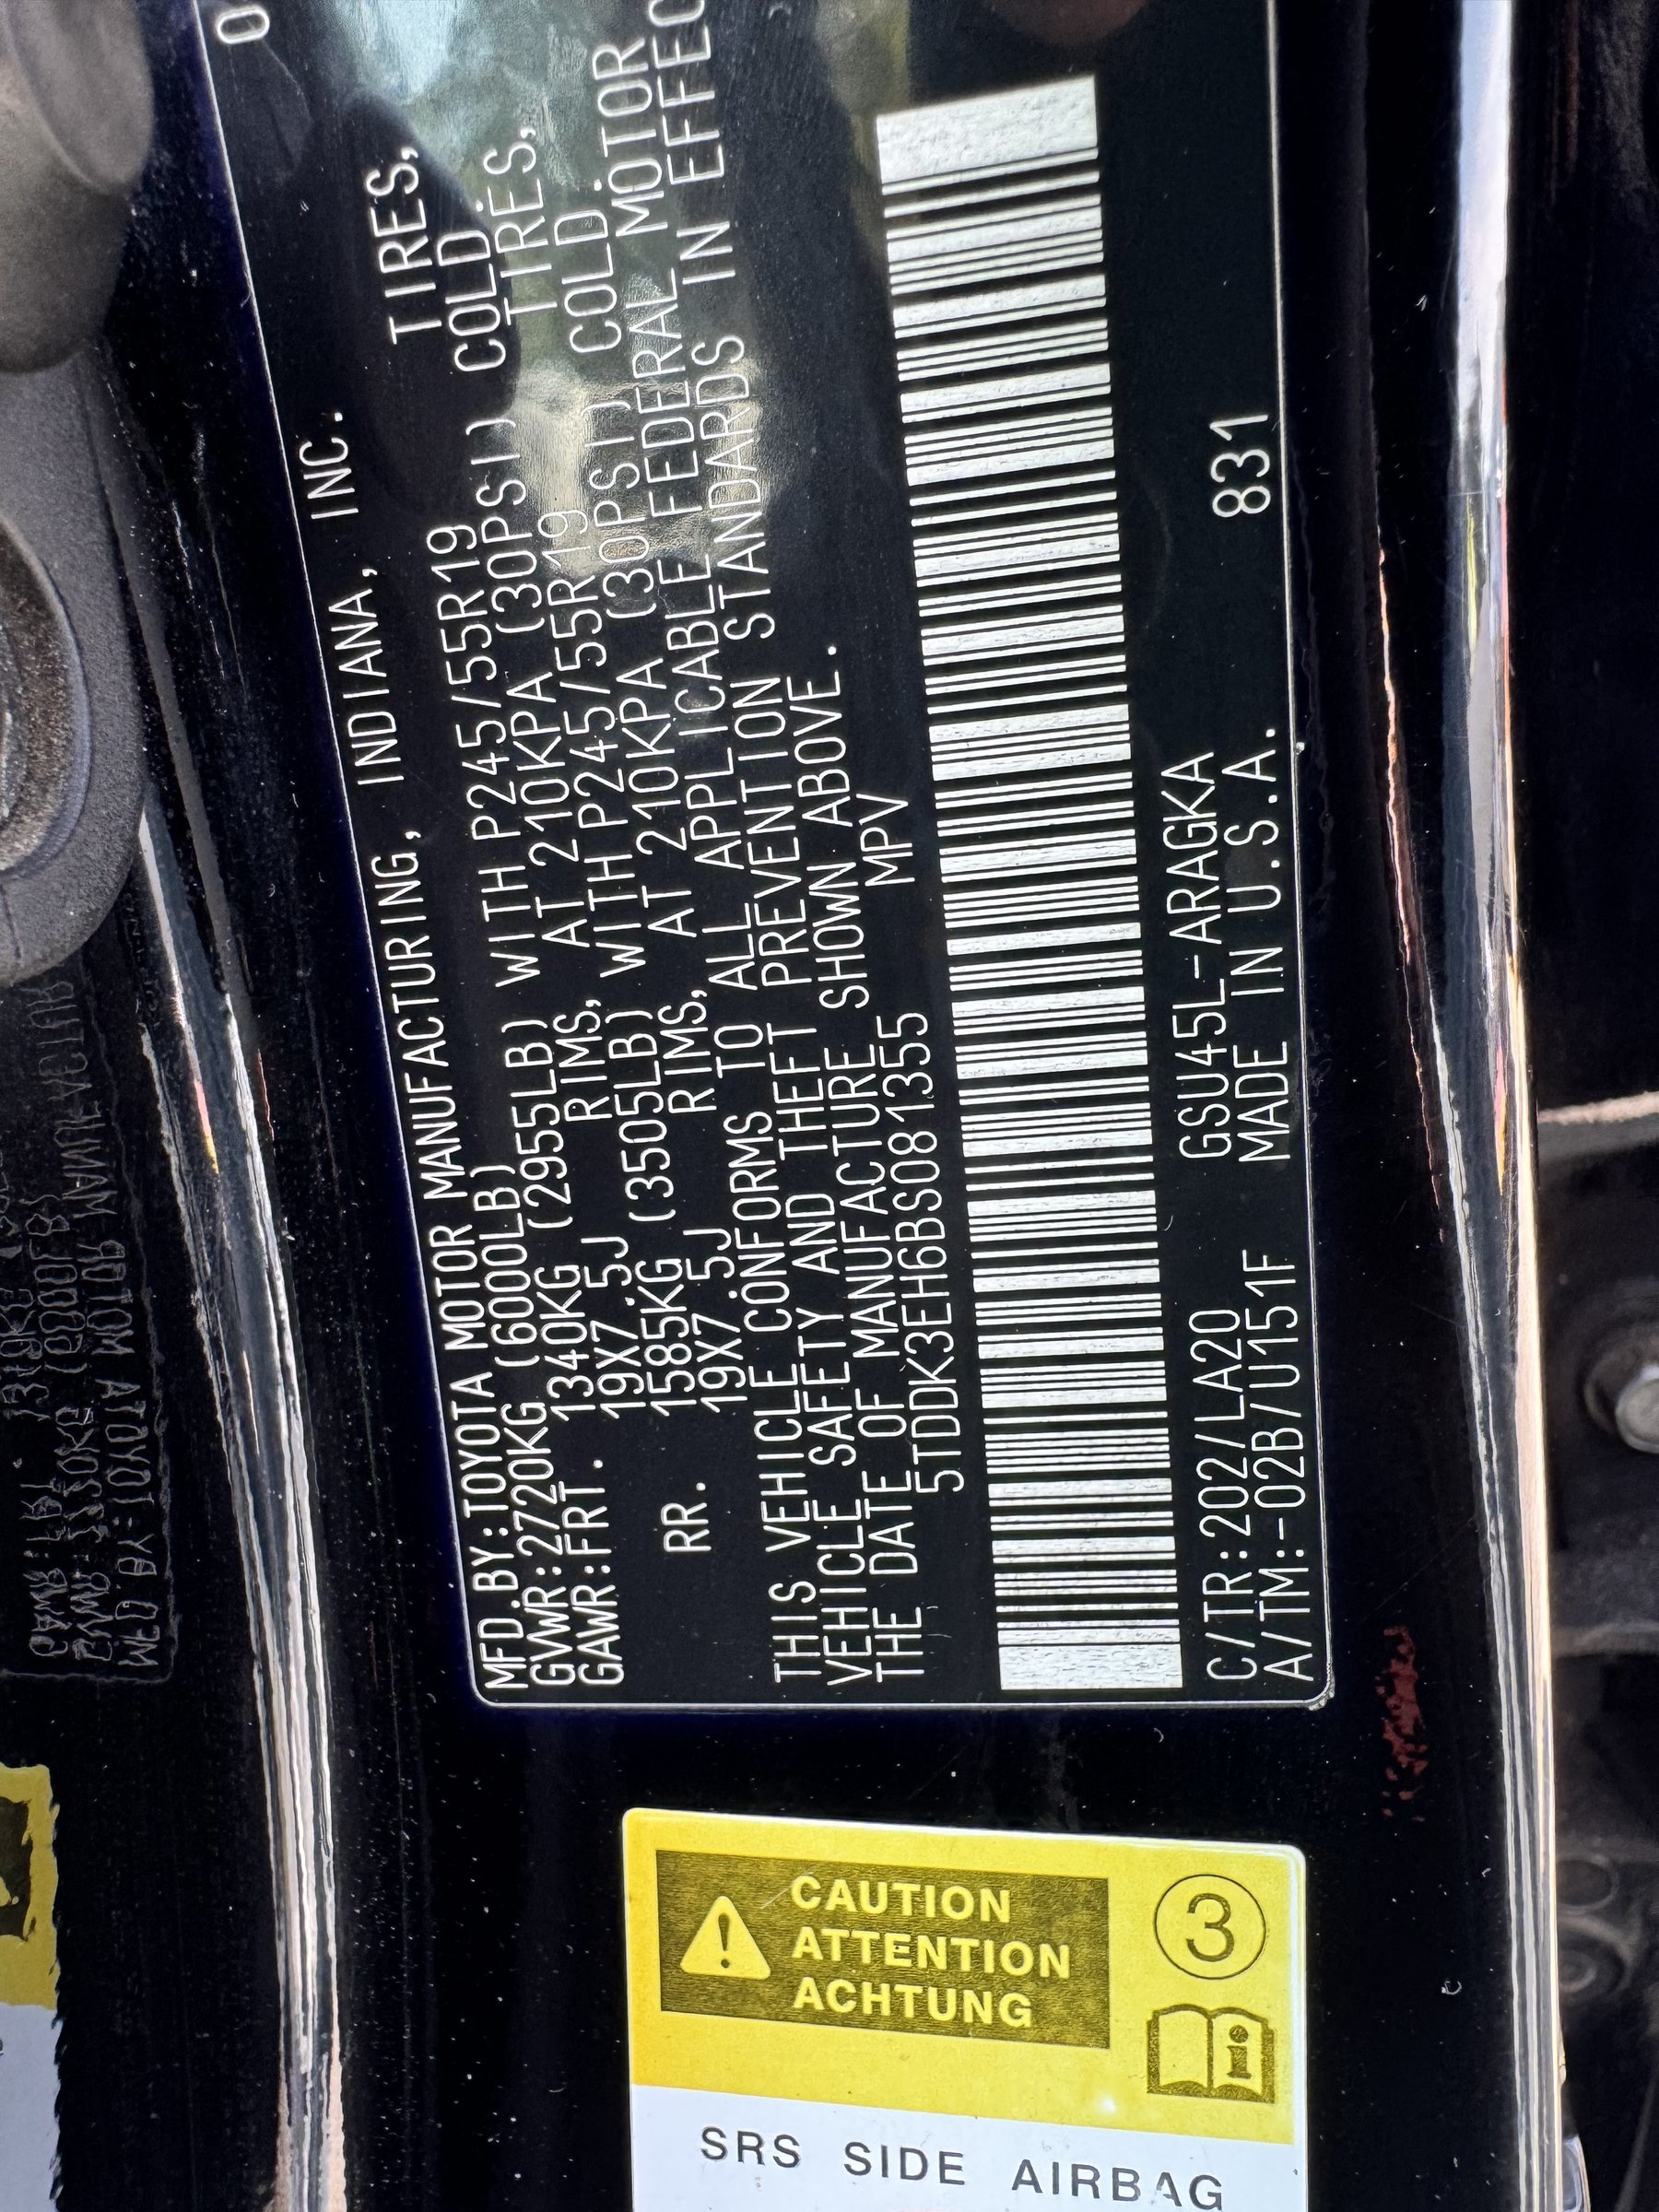 0
MFD.BY:TOYOTA MOTOR MANUFACTURING, INDIANA, INC.
GVWR:2720KG (6000LB)
GAWR:FRT. 1340KG (2955LB) WITH P245/55R19 TIRES,
19X7.5J RIMS, AT 210KPA (30PSI) COLD
RR. 1585KG (3505LB) WITH P245/55R19 TIRES,
19X7.5J RIMS, AT 210KPA (30PSI) COLD.
THIS VEHICLE CONFORMS TO ALL APPLICABLE FEDERAL MOTOR
VEHICLE SAFETY AND THEFT PREVENTION STANDARDS IN EFFEC
THE DATE OF MANUFACTURE SHOWN ABOVE.
5TDDK3EH6BS081355 MPV
C/TR:202/LA20 GSU45L-ARAGKA 831
A/TM:-02B/U151F MADE IN U.S.A.
CAUTION
ATTENTION
ACHTUNG
3
i
SRS SIDE AIRBAG